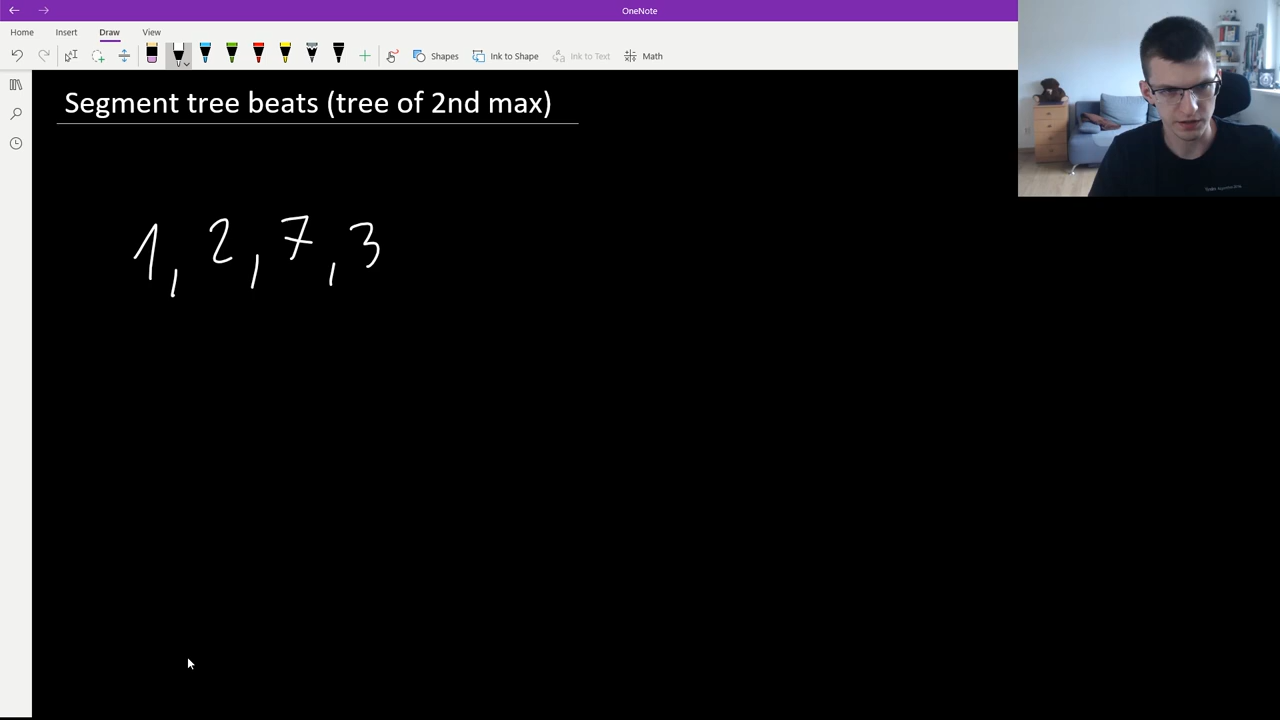 OneNote
Home Insert Draw View
Shapes Ink to Shape Ink to Text Math
Segment tree beats (tree of 2nd max)
1, 2, 7, 3